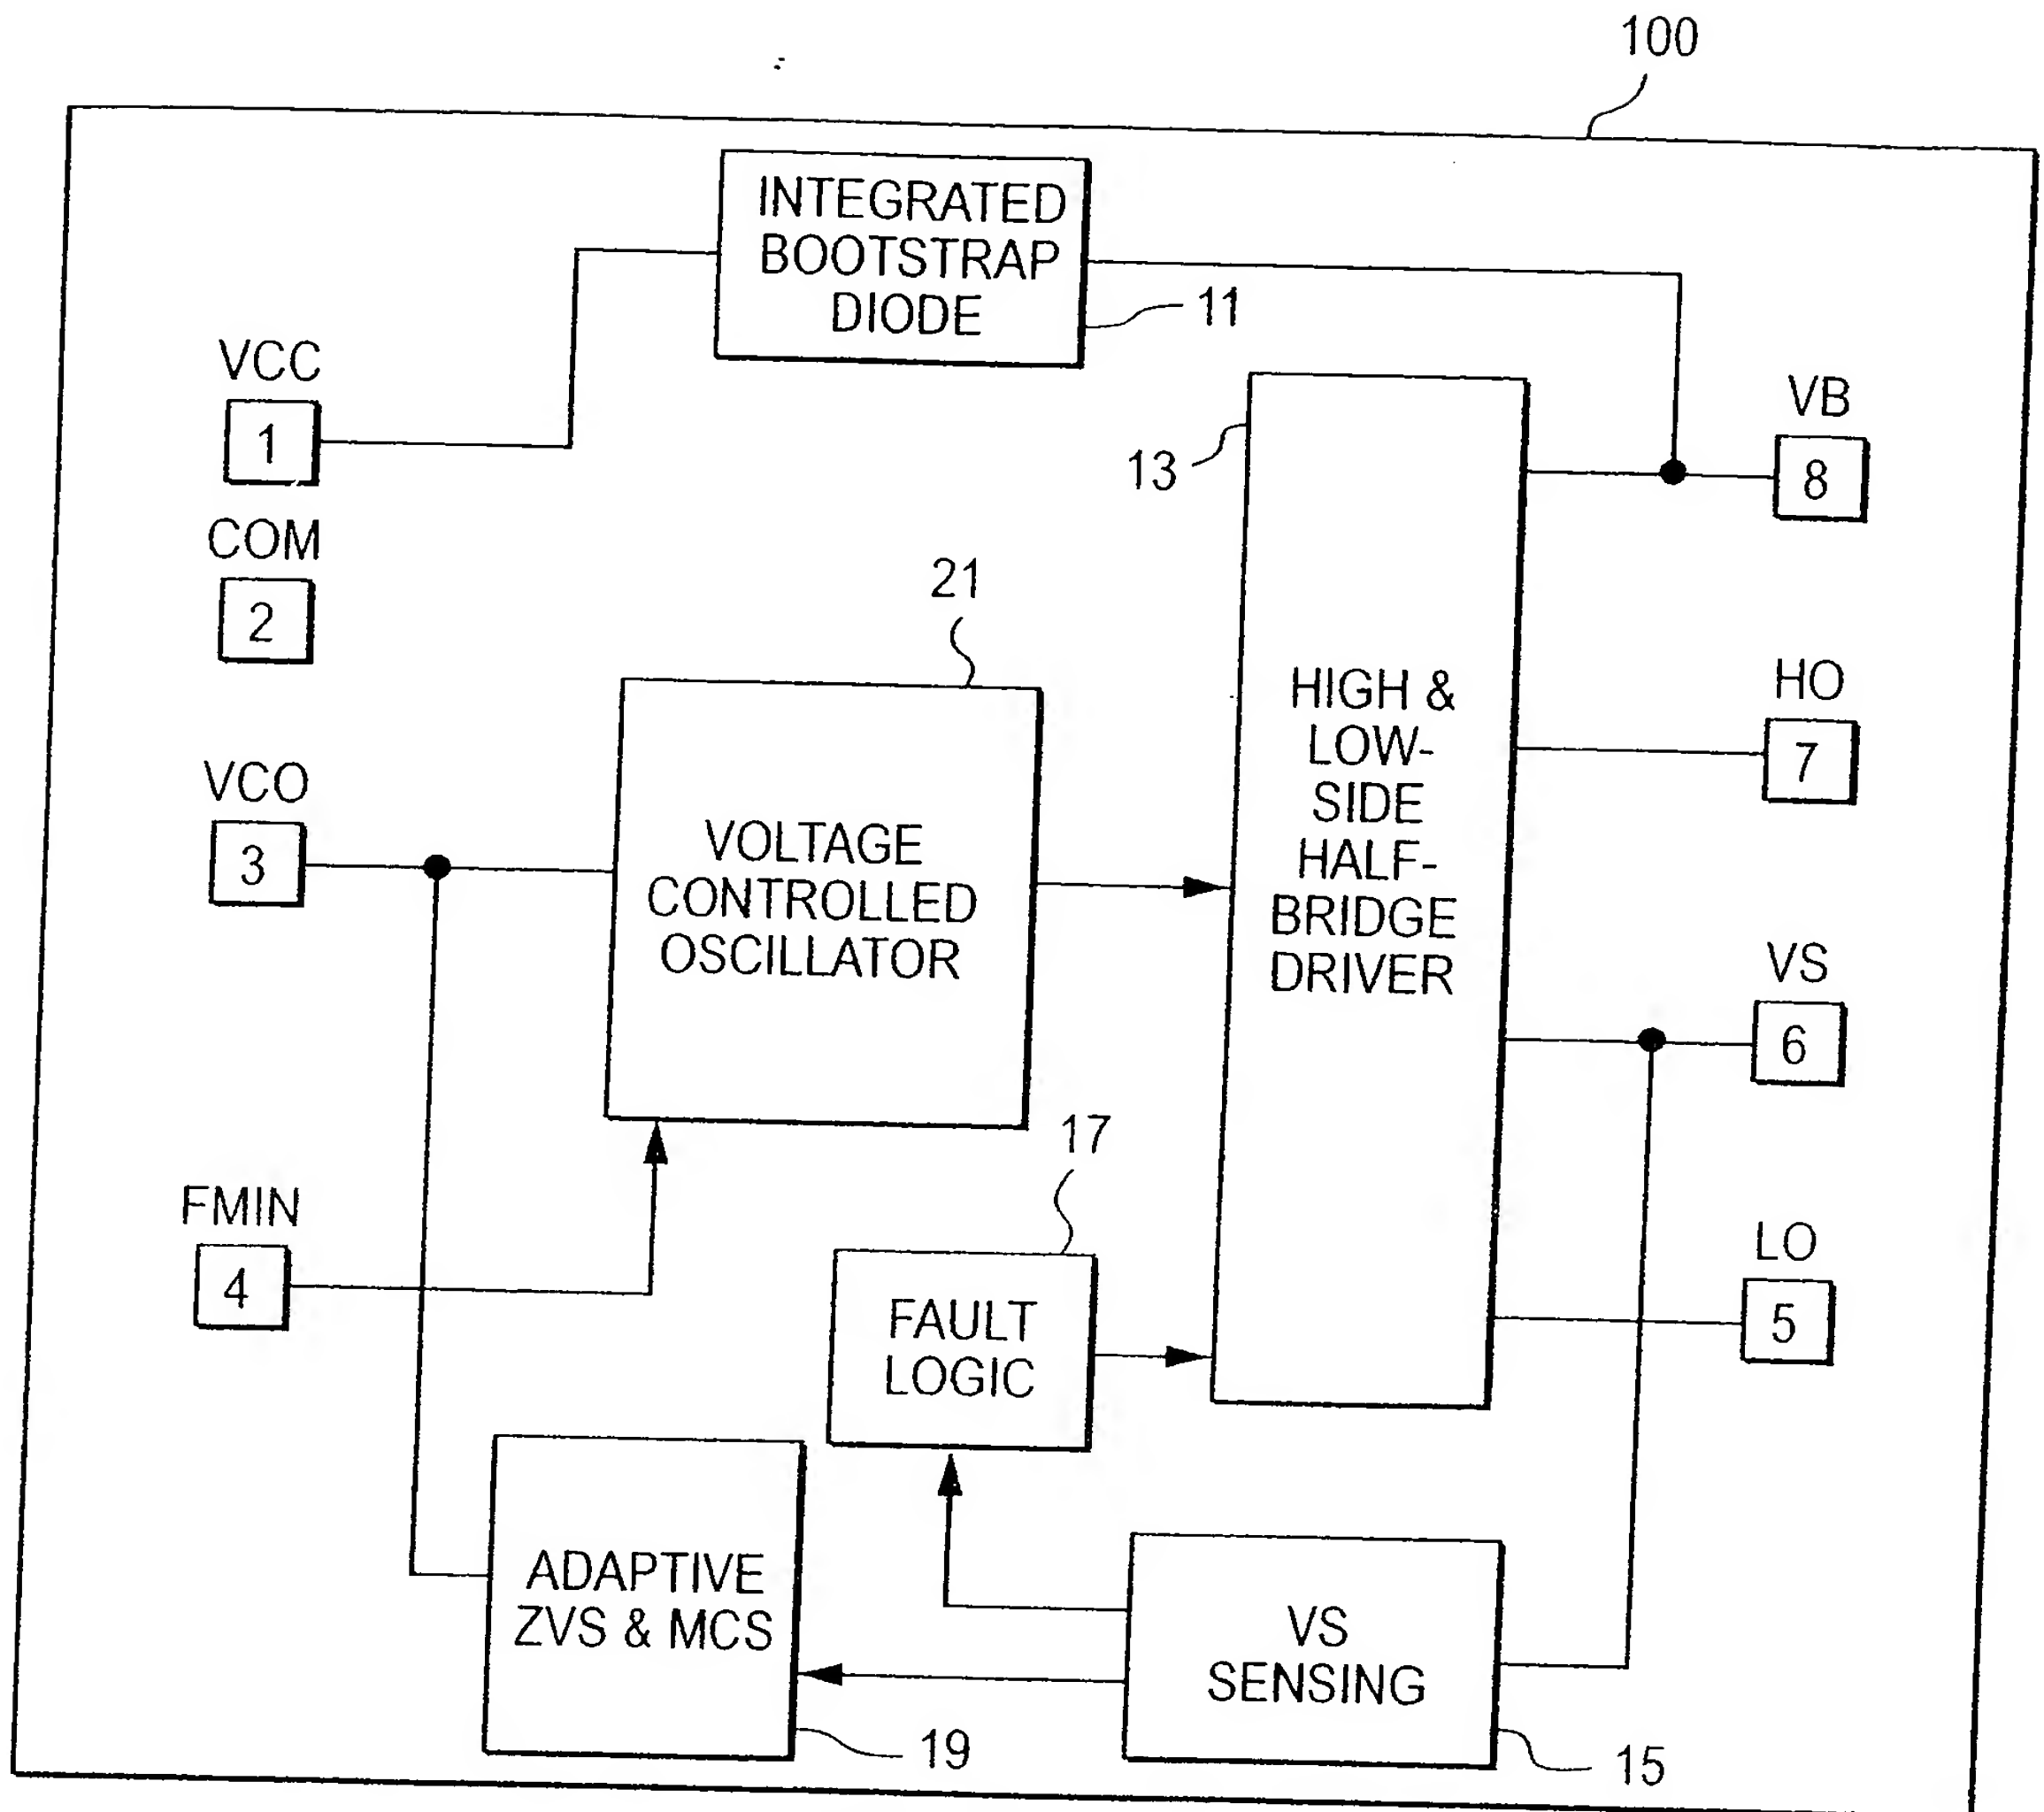 100
INTEGRATED
BOOTSTRAP
DIODE
11
VCC
1
VB
8
13
COM
2
21
HIGH &
LOW-
SIDE
HALF-
BRIDGE
DRIVER
HO
7
VCO
3
VOLTAGE
CONTROLLED
OSCILLATOR
VS
6
17
FMIN
4
LO
5
FAULT
LOGIC
ADAPTIVE
ZVS & MCS
19
VS
SENSING
15